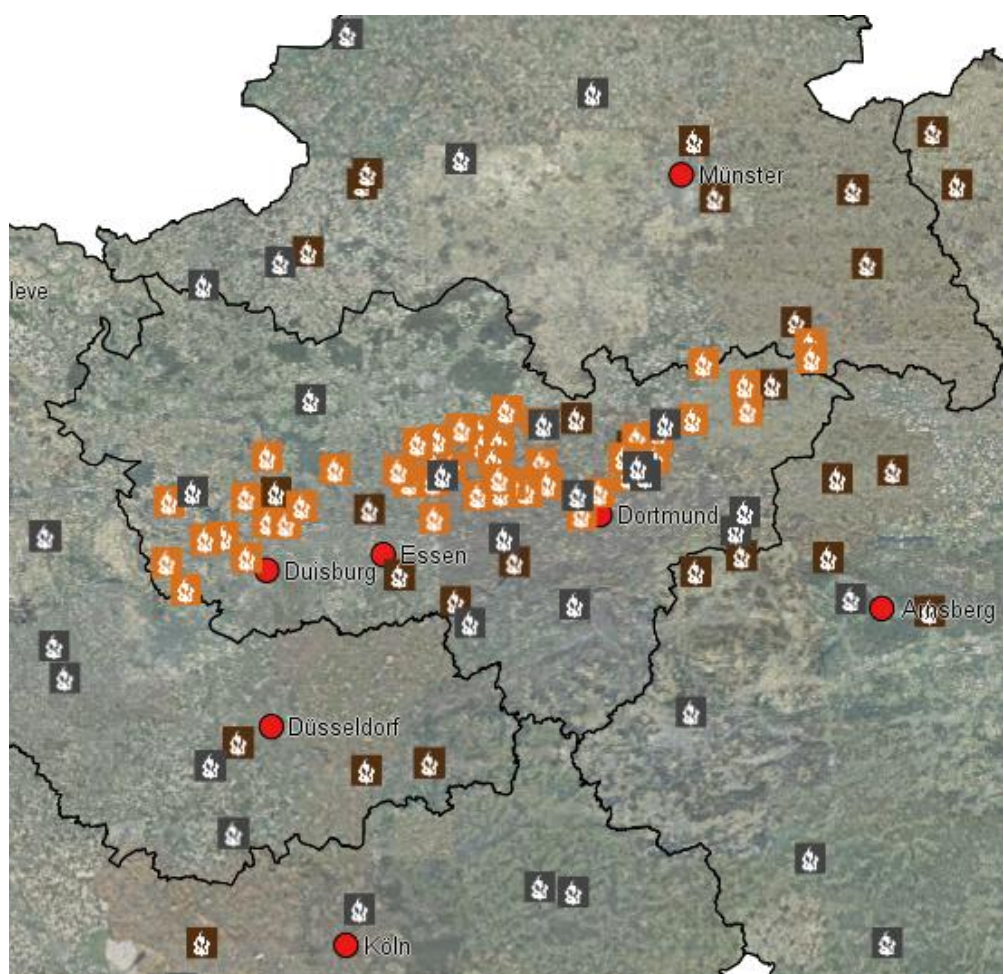 Münster
leve
Dortmund
Essen
Duisburg
Arnsberg
Düsseldorf
Köln